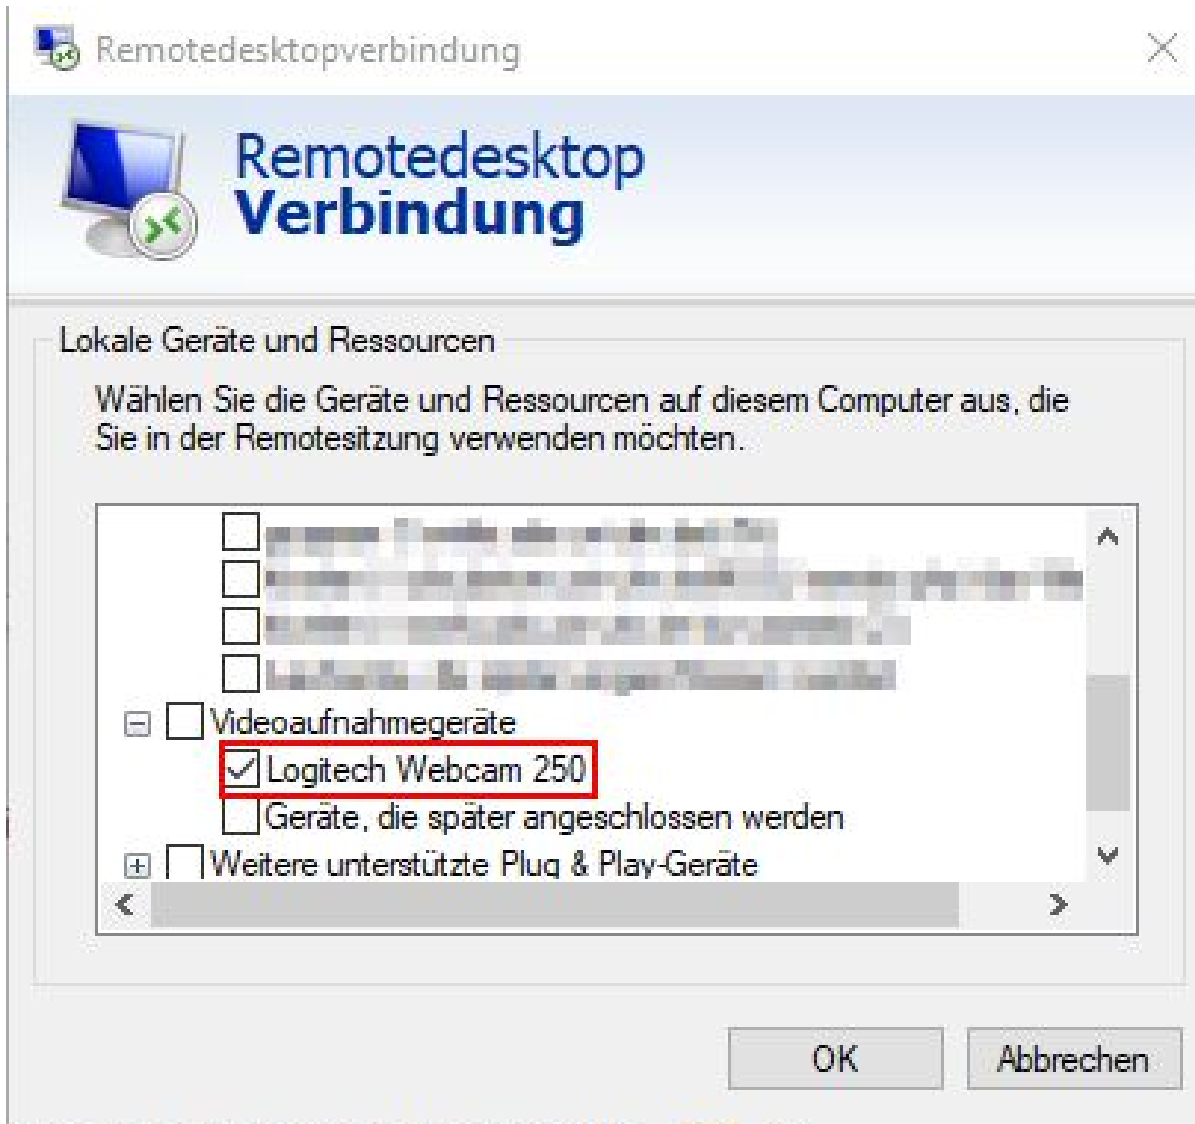 Remotedesktopverbindung
Remotedesktop
Verbindung
Lokale Geräte und Ressourcen
Wählen Sie die Geräte und Ressourcen auf diesem Computer aus, die
Sie in der Remotesitzung verwenden möchten.
Videoaufnahmegeräte
Logitech Webcam 250
Geräte, die später angeschlossen werden
Weitere unterstützte Plug & Play-Geräte
OK
Abbrechen